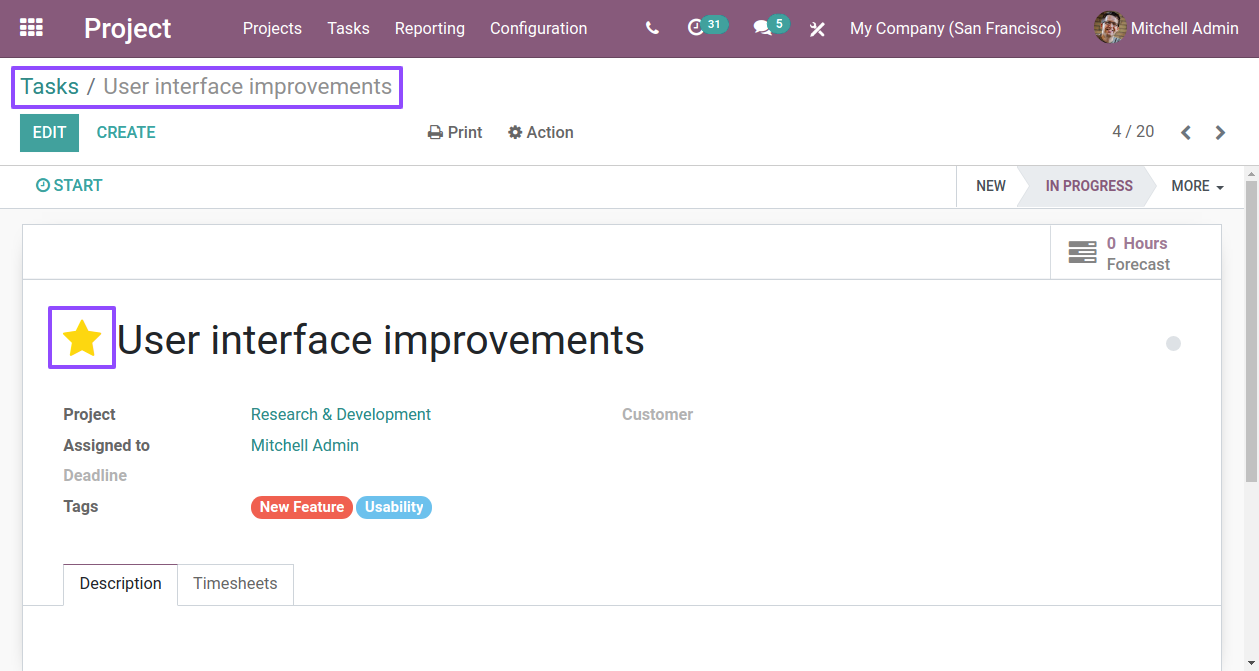 Project Projects Tasks Reporting Configuration 31 5 My Company (San Francisco) Mitchell Admin
Tasks / User interface improvements
EDIT CREATE Print Action 4 / 20
START NEW IN PROGRESS MORE
0 Hours
Forecast
User interface improvements
Project Research & Development Customer
Assigned to Mitchell Admin
Deadline
Tags New Feature Usability
Description Timesheets